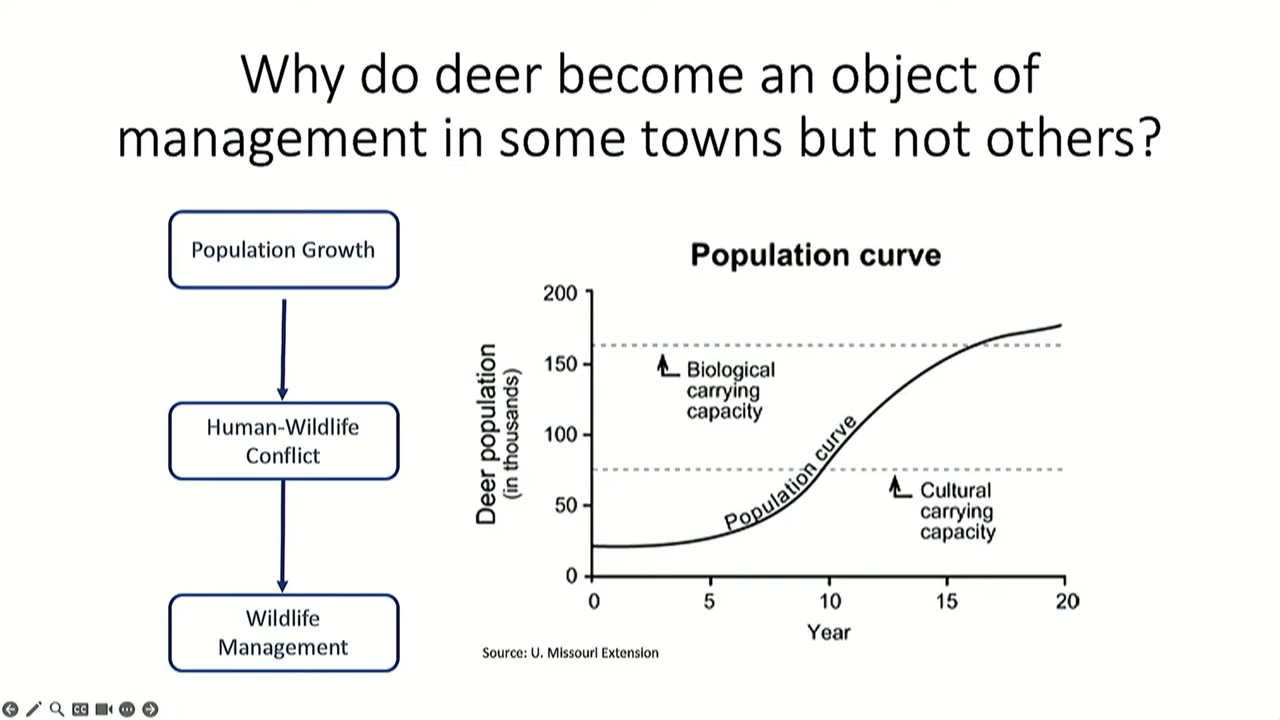 Why do deer become an object of
management in some towns but not others?
Population Growth
Human-Wildlife
Conflict
Wildlife
Management
Population curve
Deer population
(in thousands)
200
150
100
50
0
Biological
carrying
capacity
Population curve
Cultural
carrying
capacity
0 5 10 15 20
Year
Source: U. Missouri Extension
CC